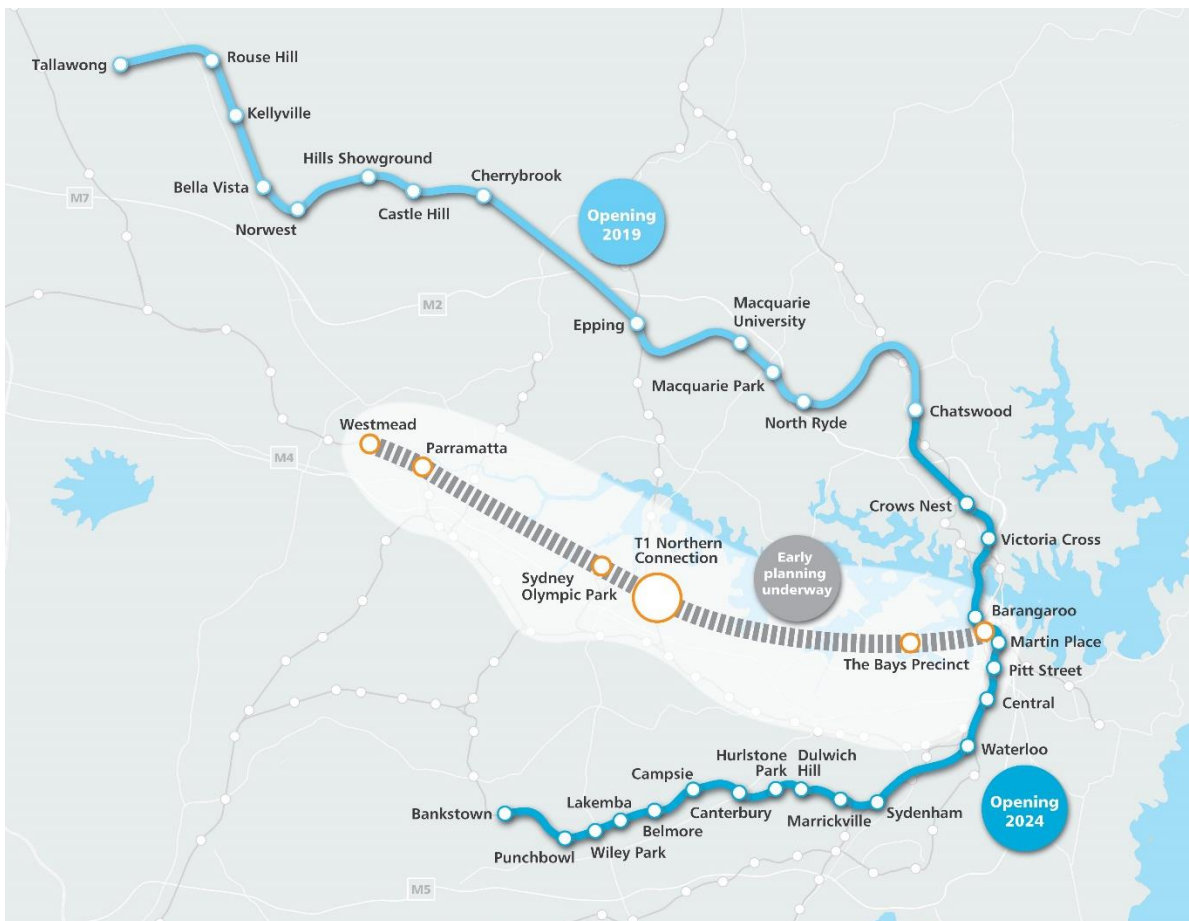 Tallawong
Rouse Hill
Kellyville
Hills Showground
Cherrybrook
Bella Vista
M7
Castle Hill
Norwest
Opening
2019
M2
Macquarie
University
Epping
Macquarie Park
North Ryde
Chatswood
Westmead
Parramatta
M4
Crows Nest
Victoria Cross
T1 Northern
Connection
Early
planning
underway
Sydney
Olympic Park
Barangaroo
Martin Place
The Bays Precinct
Pitt Street
Central
Waterloo
Hurlstone
Park
Dulwich
Hill
Campsie
Lakemba
Bankstown
Canterbury
Sydenham
Opening
2024
Marrickville
Belmore
Wiley Park
Punchbowl
M5